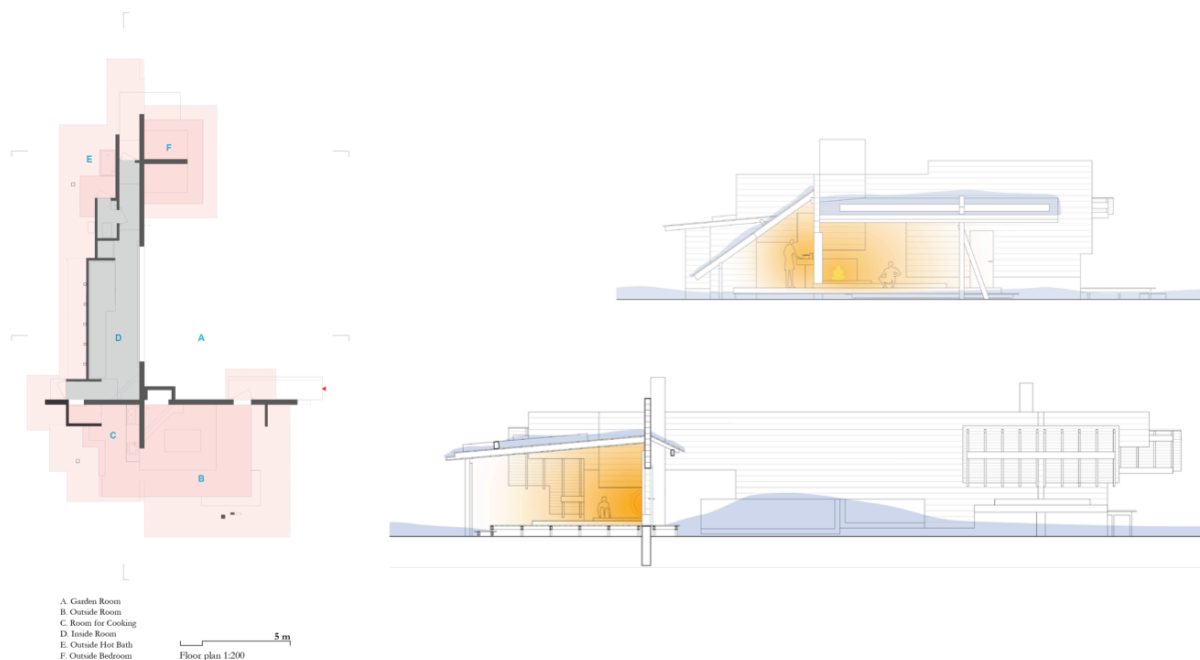 F
E
D
A
C
B
A. Garden Room
B. Outside Room
C. Room for Cooking
D. Inside Room
E. Outside Hot Bath
F. Outside Bedroom
5 m
Floor plan 1:200